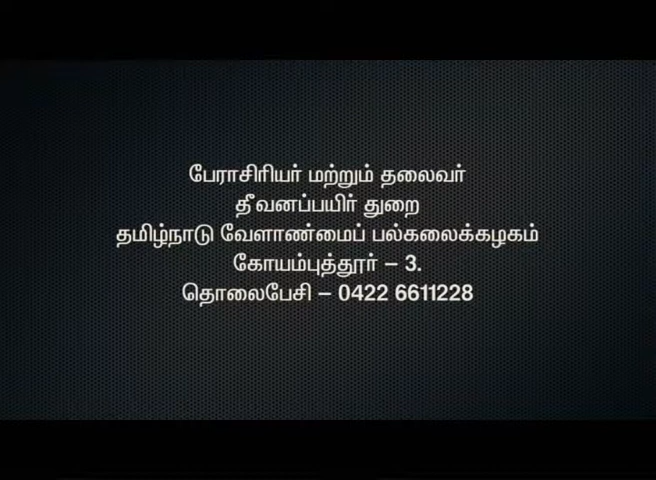 பேராசிரியர் மற்றும் தலைவர்
தீவனப்பயிர் துறை
தமிழ்நாடு வேளாண்மைப் பல்கலைக்கழகம்
கோயம்புத்தூர் – 3.
தொலைபேசி – 0422 6611228